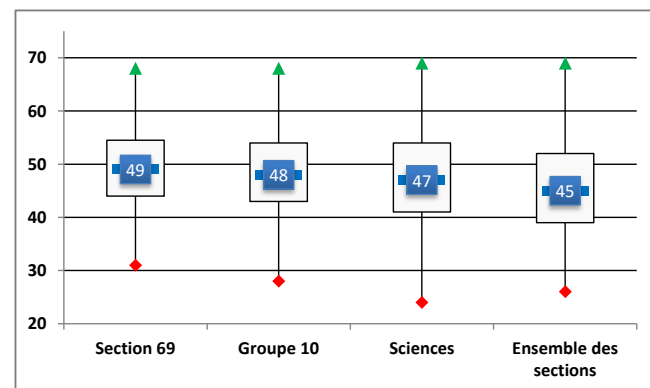 70
60
50
40
30
20
49
48
47
45
Section 69
Groupe 10
Sciences
Ensemble des
sections